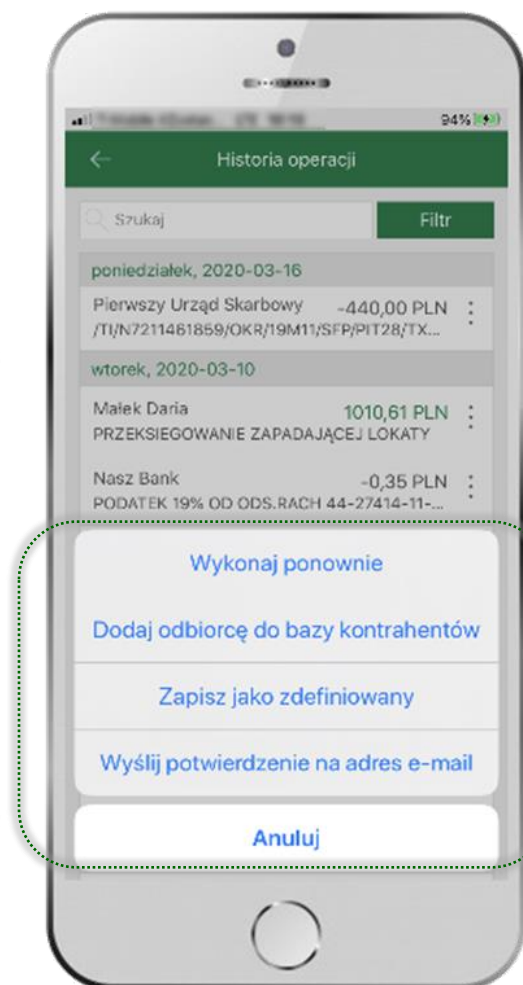 94%
Historia operacji
Szukaj
Filtr
poniedziałek, 2020-03-16
Pierwszy Urząd Skarbowy -440,00 PLN
/TI/N7211461859/OKR/19M11/SFP/PIT28/TX...
wtorek, 2020-03-10
Małek Daria 1010,61 PLN
PRZEKSIEGOWANIE ZAPADAJĄCEJ LOKATY
Nasz Bank -0,35 PLN
PODATEK 19% OD ODS.RACH 44-27414-11-...
Wykonaj ponownie
Dodaj odbiorcę do bazy kontrahentów
Zapisz jako zdefiniowany
Wyślij potwierdzenie na adres e-mail
Anuluj